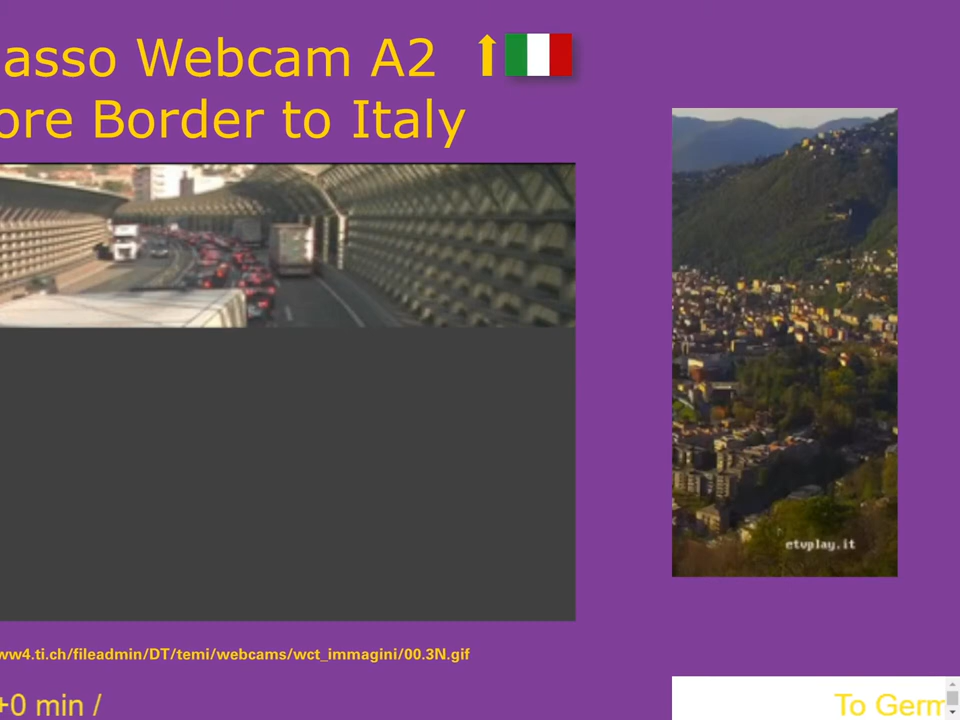 asso Webcam A2
ore Border to Italy
etvplay.it
ww4.ti.ch/fileadmin/DT/temi/webcams/wct_immagini/00.3N.gif
+0 min /
To Germ